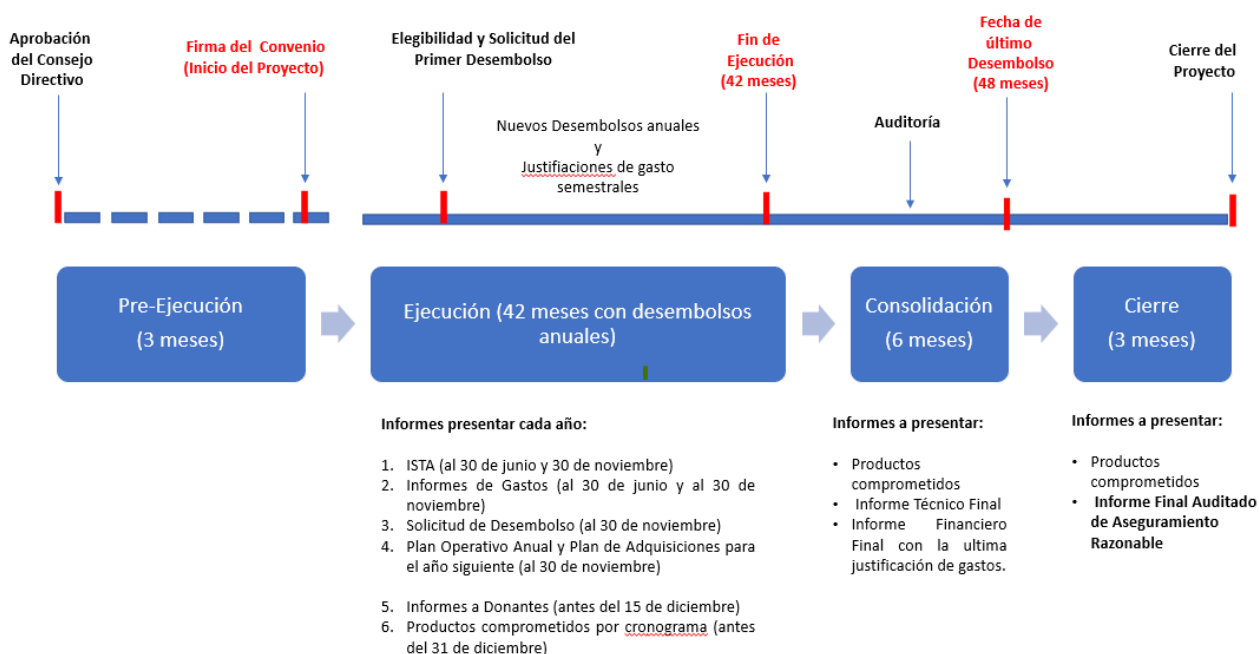 Aprobación
del Consejo
Directivo
Firma del Convenio
(Inicio del Proyecto)
Elegibilidad y Solicitud del
Primer Desembolso
Fin de
Ejecución
(42 meses)
Fecha de
último
Desembolso
(48 meses)
Cierre del
Proyecto
Nuevos Desembolsos anuales
y
Justifiaciones de gasto
semestrales
Auditoría
Pre-Ejecución
(3 meses)
Ejecución (42 meses con desembolsos
anuales)
Consolidación
(6 meses)
Cierre
(3 meses)
Informes presentar cada año:
1. ISTA (al 30 de junio y 30 de noviembre)
2. Informes de Gastos (al 30 de junio y al 30 de
noviembre)
3. Solicitud de Desembolso (al 30 de noviembre)
4. Plan Operativo Anual y Plan de Adquisiciones para
el año siguiente (al 30 de noviembre)
5. Informes a Donantes (antes del 15 de diciembre)
6. Productos comprometidos por cronograma (antes
del 31 de diciembre)
Informes a presentar:
• Productos
comprometidos
• Informe Técnico Final
• Informe Financiero
Final con la ultima
justificación de gastos.
Informes a presentar:
• Productos
comprometidos
• Informe Final Auditado
de Aseguramiento
Razonable